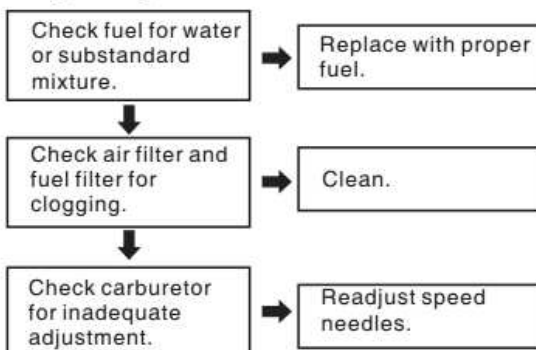 Check fuel for water
or substandard
mixture.
Replace with proper
fuel.
Check air filter and
fuel filter for
clogging.
Clean.
Check carburetor
for inadequate
adjustment.
Readjust speed
needles.